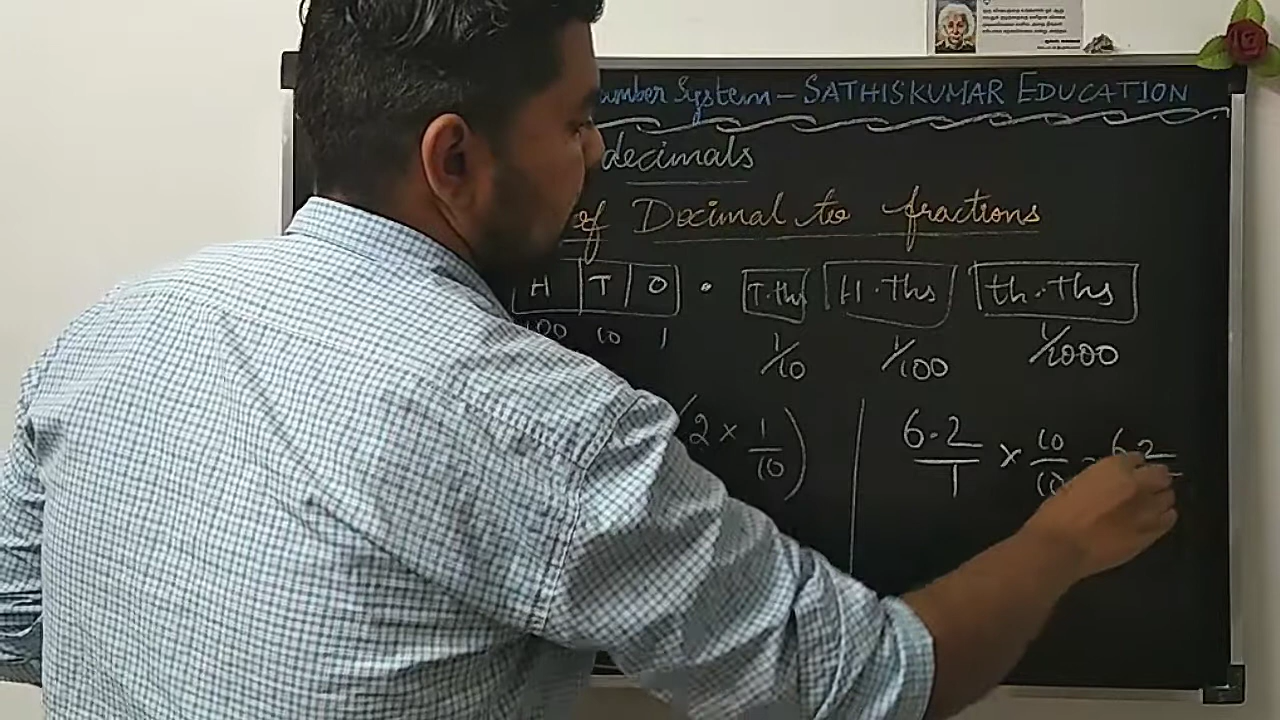 umber System - SATHISKUMAR EDUCATION
decimals
of Decimal to fractions
H T O . T.ths H.ths th.ths
100 10 1 1/10 1/100 1/1000
(2 × 1/10)
6.2/1 × 10/10 = 62